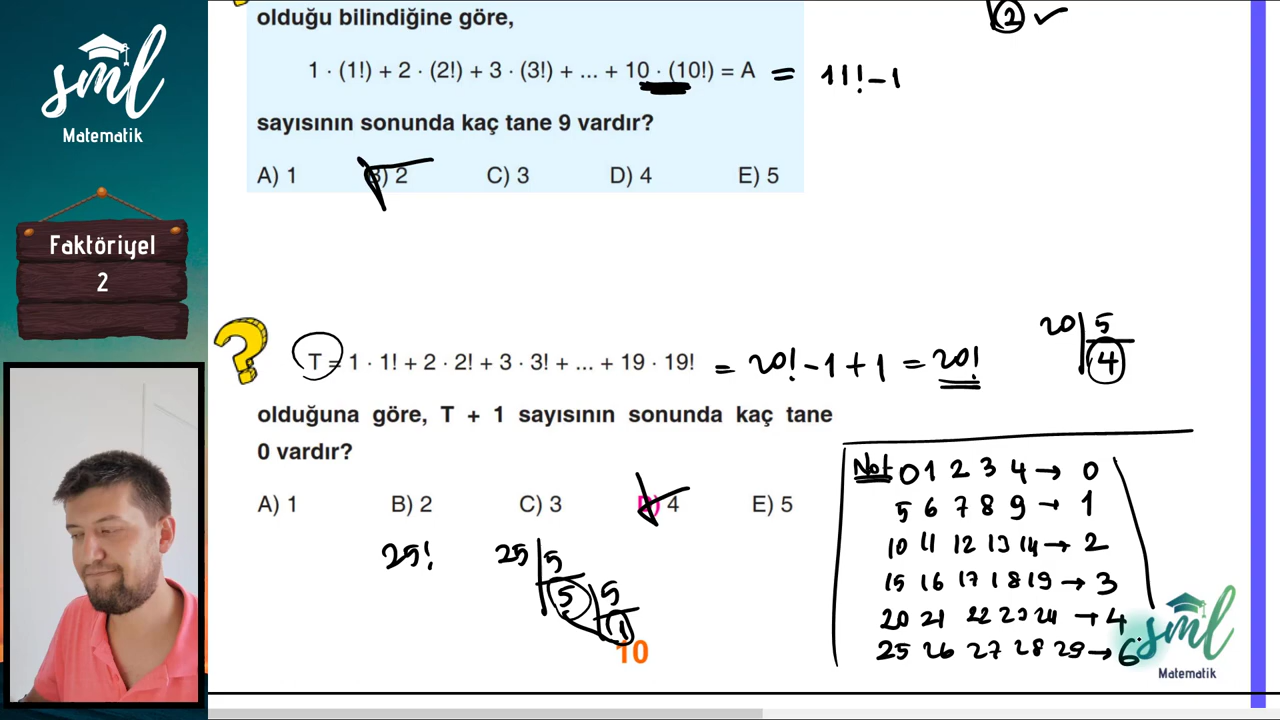 sml
Matematik
Faktöriyel
2
olduğu bilindiğine göre,
1 · (1!) + 2 · (2!) + 3 · (3!) + ... + 10 · (10!) = A = 11! - 1
sayısının sonunda kaç tane 9 vardır?
A) 1 B) 2 C) 3 D) 4 E) 5
2
T = 1 · 1! + 2 · 2! + 3 · 3! + ... + 19 · 19! = 20! - 1 + 1 = 20!
20 5
4
olduğuna göre, T + 1 sayısının sonunda kaç tane
0 vardır?
A) 1 B) 2 C) 3 D) 4 E) 5
25! 25 5
5 5
1
10
Not 0 1 2 3 4 → 0
5 6 7 8 9 → 1
10 11 12 13 14 → 2
15 16 17 18 19 → 3
20 21 22 23 24 → 4
25 26 27 28 29 → 6
sml
Matematik